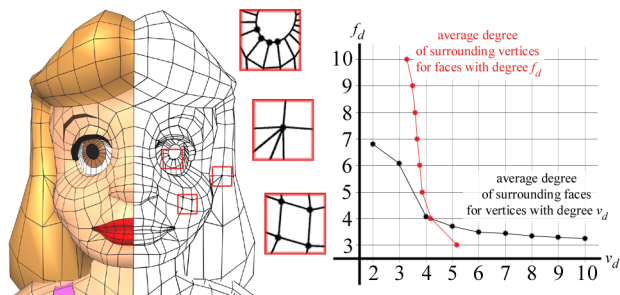 f_d
average degree
of surrounding vertices
for faces with degree f_d
10
9
8
7
6
5
4
3
average degree
of surrounding faces
for vertices with degree v_d
2 3 4 5 6 7 8 9 10 v_d